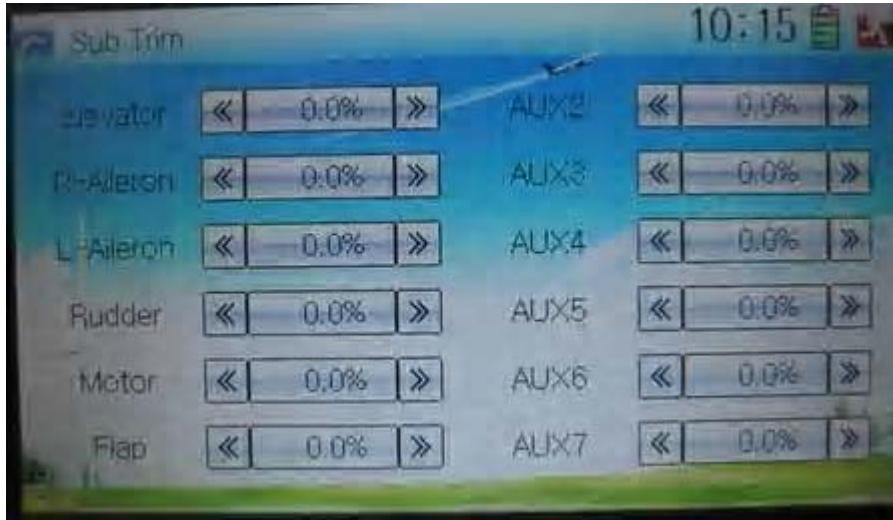 Sub Trim 10:15
Elevator « 0.0% » AUX2 « 0.0% »
R-Aileron « 0.0% » AUX3 « 0.0% »
L-Aileron « 0.0% » AUX4 « 0.0% »
Rudder « 0.0% » AUX5 « 0.0% »
Motor « 0.0% » AUX6 « 0.0% »
Flap « 0.0% » AUX7 « 0.0% »